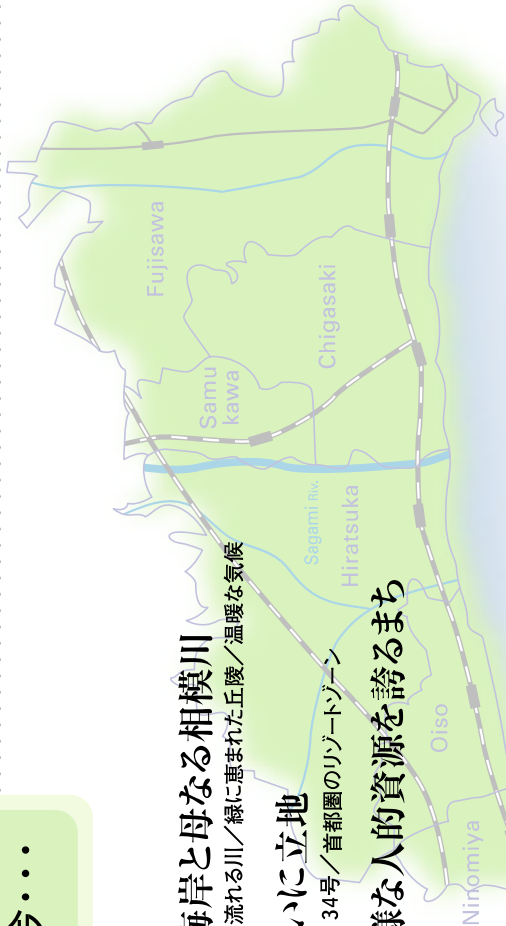 今・・・
海岸と母なる相模川
流れる川／緑に恵まれた丘陵／温暖な気候
いに立地
34号／首都圏のリゾートゾーン
様な人的資源を誇るまち
Fujisawa
Samu
kawa
Chigasaki
Sagami Riv.
Hiratsuka
Oiso
Ninomiya